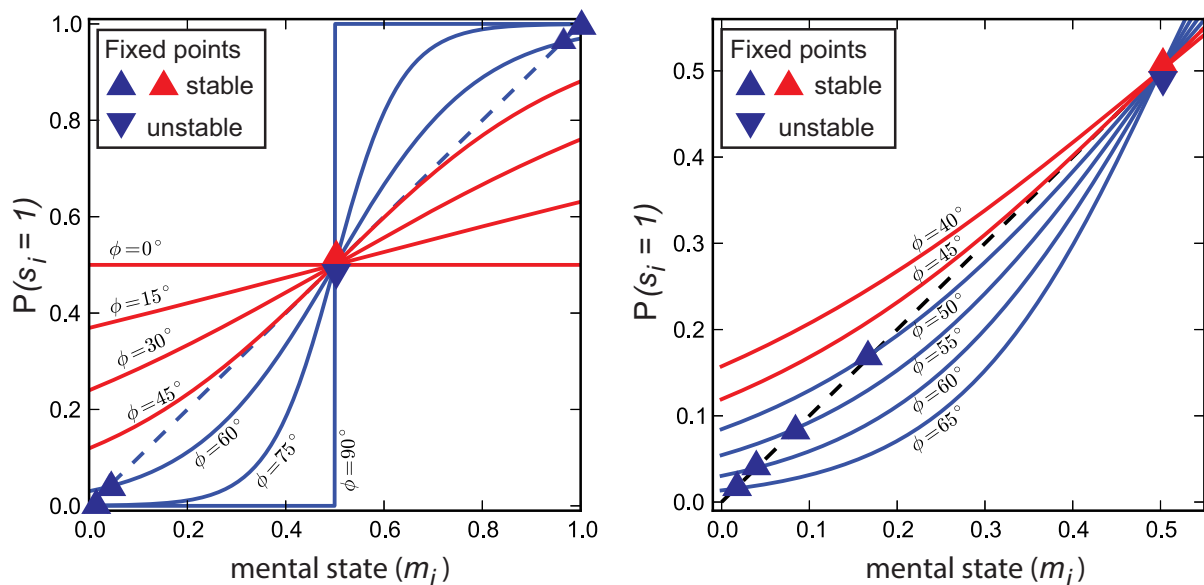 Fixed points
stable
unstable
P(s_i = 1)
1.0
0.8
0.6
0.4
0.2
0.0
ϕ=0°
ϕ=15°
ϕ=30°
ϕ=45°
ϕ=60°
ϕ=75°
ϕ=90°
0.0 0.2 0.4 0.6 0.8 1.0
mental state (m_i)
Fixed points
stable
unstable
P(s_i = 1)
0.5
0.4
0.3
0.2
0.1
0.0
ϕ=40°
ϕ=45°
ϕ=50°
ϕ=55°
ϕ=60°
ϕ=65°
0.0 0.1 0.2 0.3 0.4 0.5
mental state (m_i)